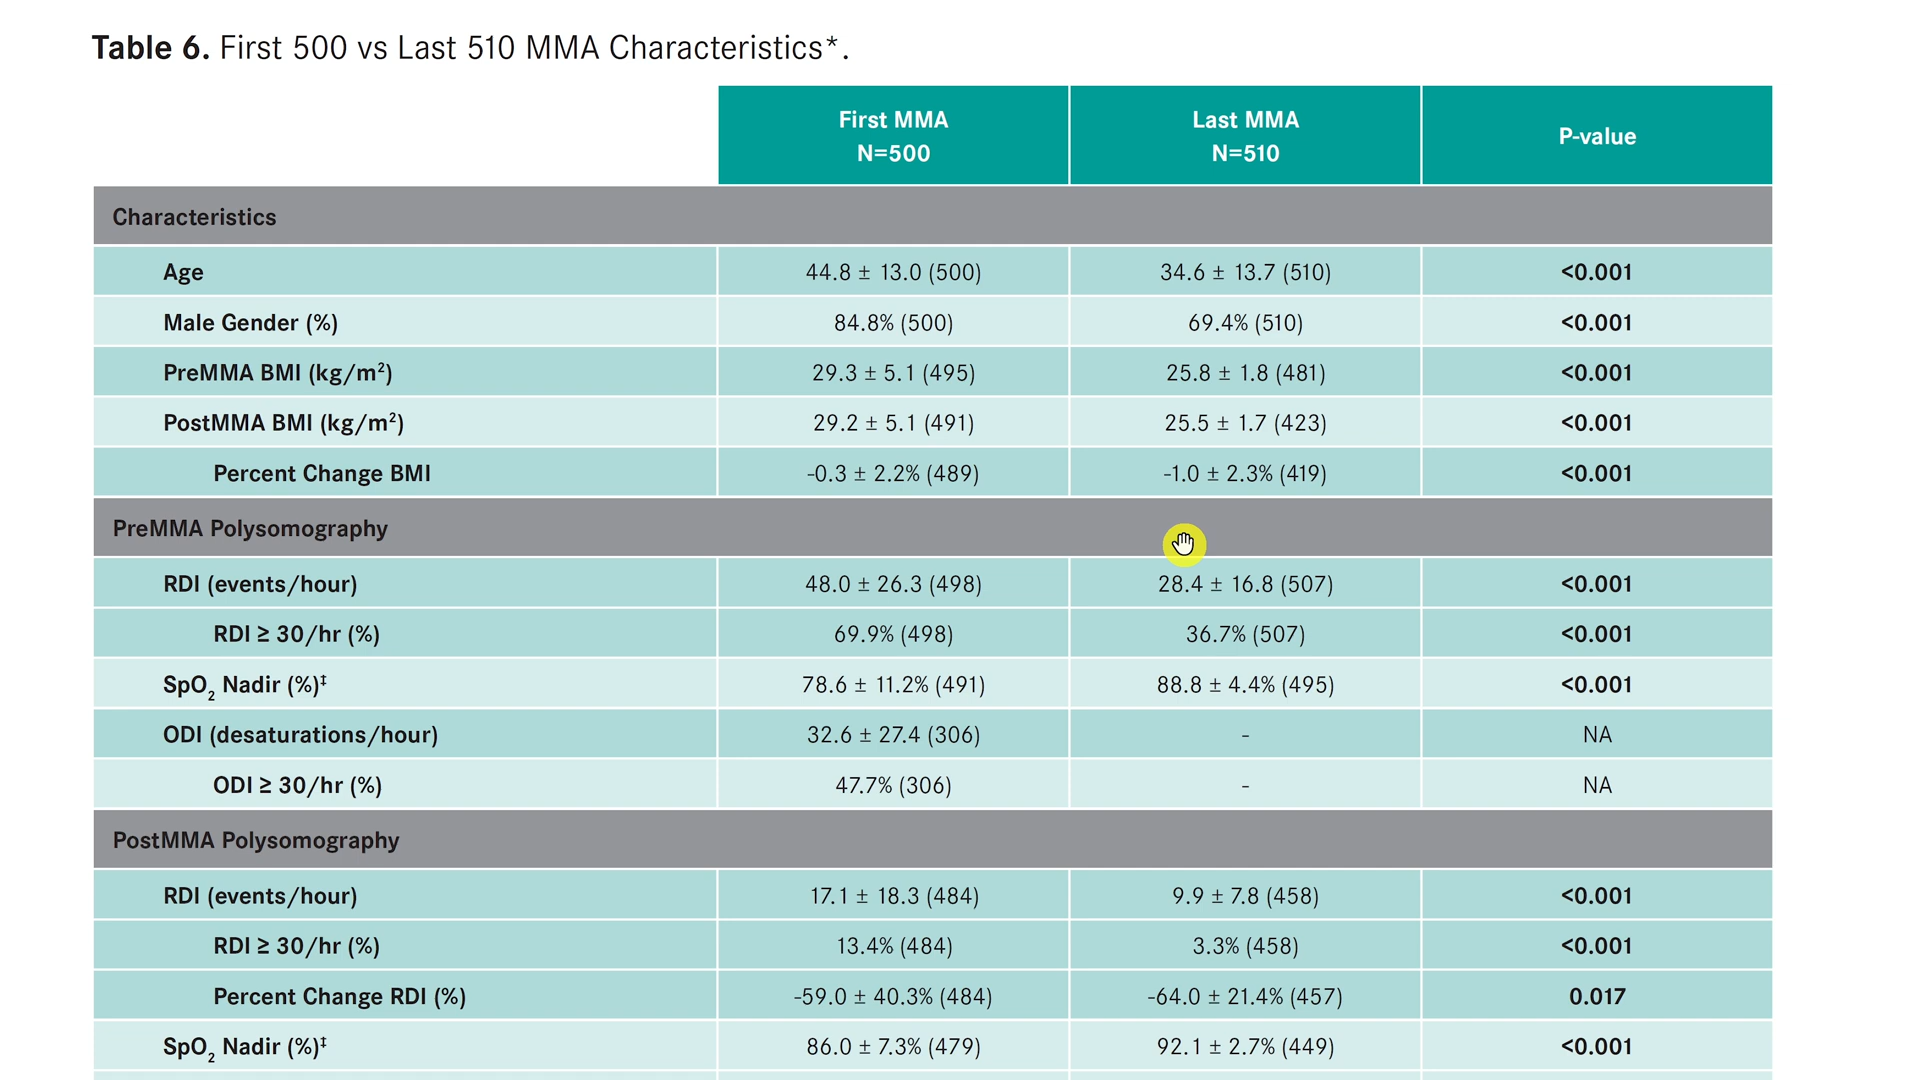 Table 6. First 500 vs Last 510 MMA Characteristics*.
First MMA N=500 Last MMA N=510 P-value
Characteristics
Age 44.8 ± 13.0 (500) 34.6 ± 13.7 (510) <0.001
Male Gender (%) 84.8% (500) 69.4% (510) <0.001
PreMMA BMI (kg/m²) 29.3 ± 5.1 (495) 25.8 ± 1.8 (481) <0.001
PostMMA BMI (kg/m²) 29.2 ± 5.1 (491) 25.5 ± 1.7 (423) <0.001
Percent Change BMI -0.3 ± 2.2% (489) -1.0 ± 2.3% (419) <0.001
PreMMA Polysomography
RDI (events/hour) 48.0 ± 26.3 (498) 28.4 ± 16.8 (507) <0.001
RDI ≥ 30/hr (%) 69.9% (498) 36.7% (507) <0.001
SpO₂ Nadir (%)‡ 78.6 ± 11.2% (491) 88.8 ± 4.4% (495) <0.001
ODI (desaturations/hour) 32.6 ± 27.4 (306) - NA
ODI ≥ 30/hr (%) 47.7% (306) - NA
PostMMA Polysomography
RDI (events/hour) 17.1 ± 18.3 (484) 9.9 ± 7.8 (458) <0.001
RDI ≥ 30/hr (%) 13.4% (484) 3.3% (458) <0.001
Percent Change RDI (%) -59.0 ± 40.3% (484) -64.0 ± 21.4% (457) 0.017
SpO₂ Nadir (%)‡ 86.0 ± 7.3% (479) 92.1 ± 2.7% (449) <0.001